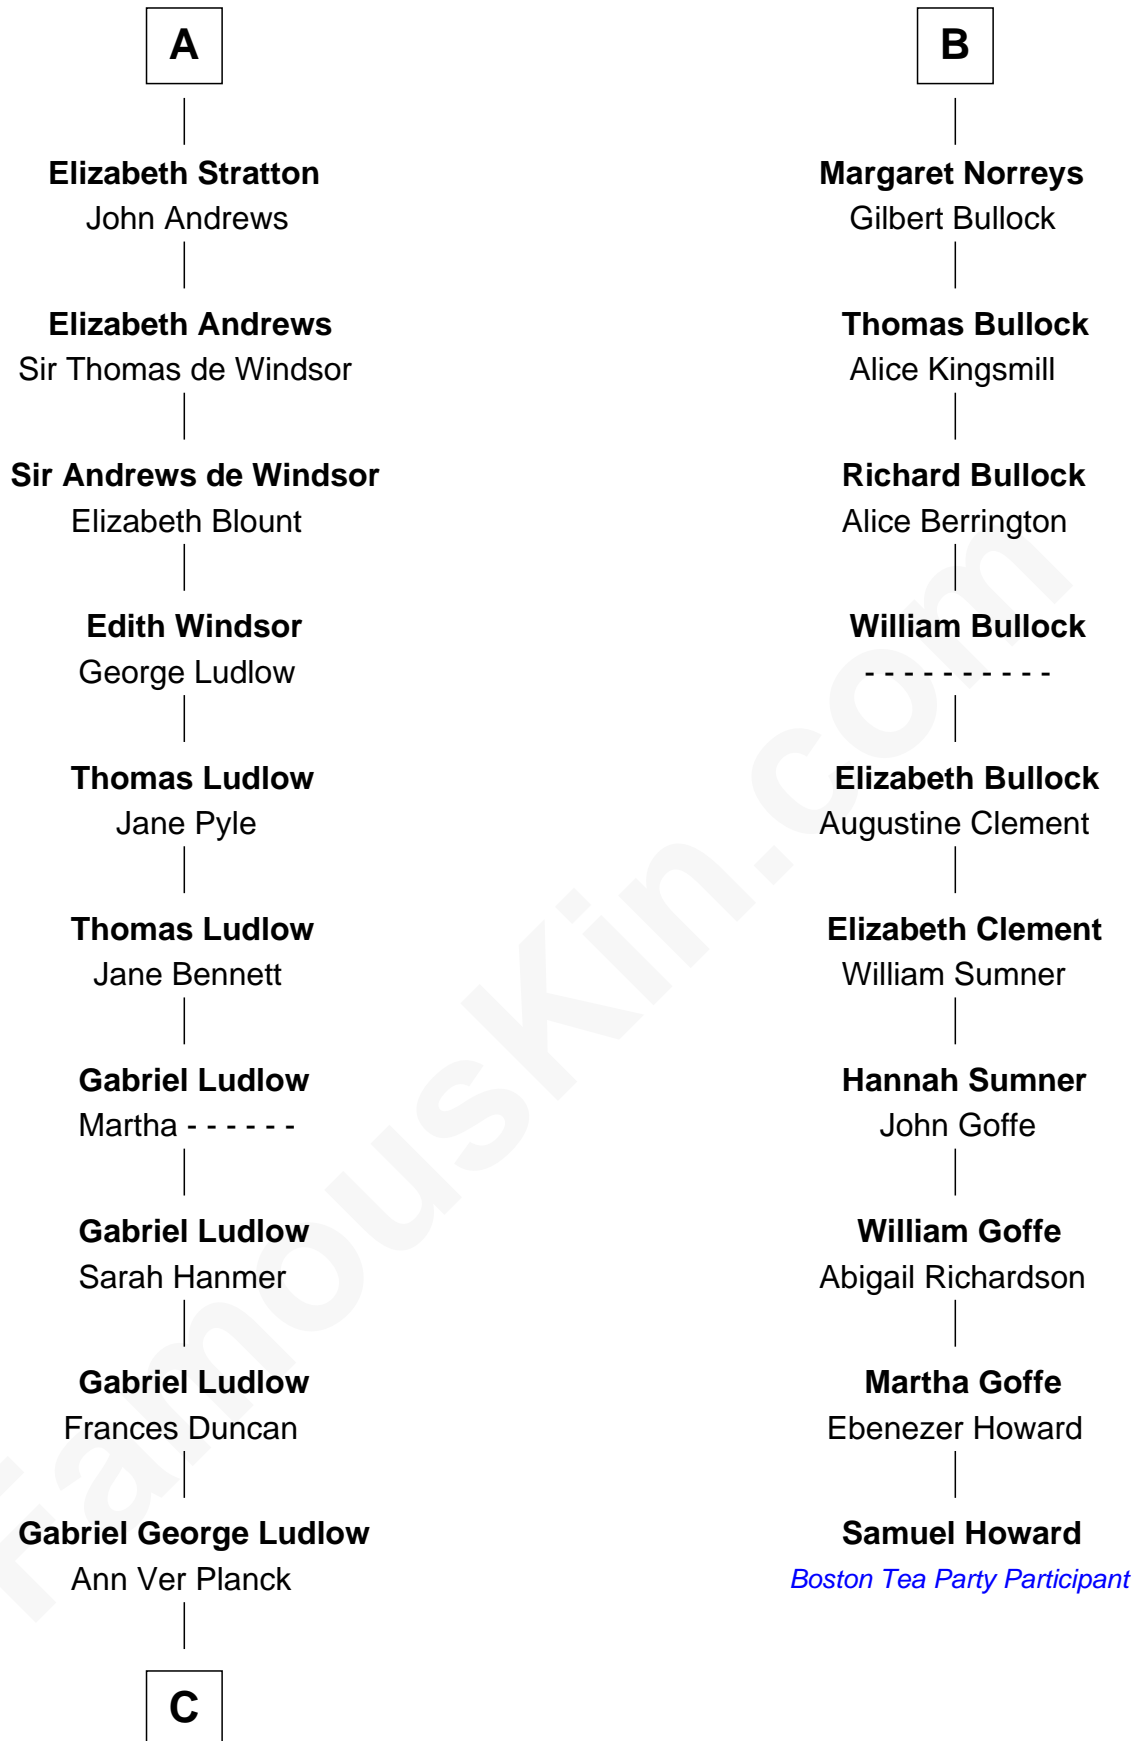 A
Elizabeth Stratton
John Andrews
Elizabeth Andrews
Sir Thomas de Windsor
Sir Andrews de Windsor
Elizabeth Blount
Edith Windsor
George Ludlow
Thomas Ludlow
Jane Pyle
Thomas Ludlow
Jane Bennett
Gabriel Ludlow
Martha - - - - - -
Gabriel Ludlow
Sarah Hanmer
Gabriel Ludlow
Frances Duncan
Gabriel George Ludlow
Ann Ver Planck
C
B
Margaret Norreys
Gilbert Bullock
Thomas Bullock
Alice Kingsmill
Richard Bullock
Alice Berrington
William Bullock
- - - - - - - - - -
Elizabeth Bullock
Augustine Clement
Elizabeth Clement
William Sumner
Hannah Sumner
John Goffe
William Goffe
Abigail Richardson
Martha Goffe
Ebenezer Howard
Samuel Howard
Boston Tea Party Participant
FamousKin.com